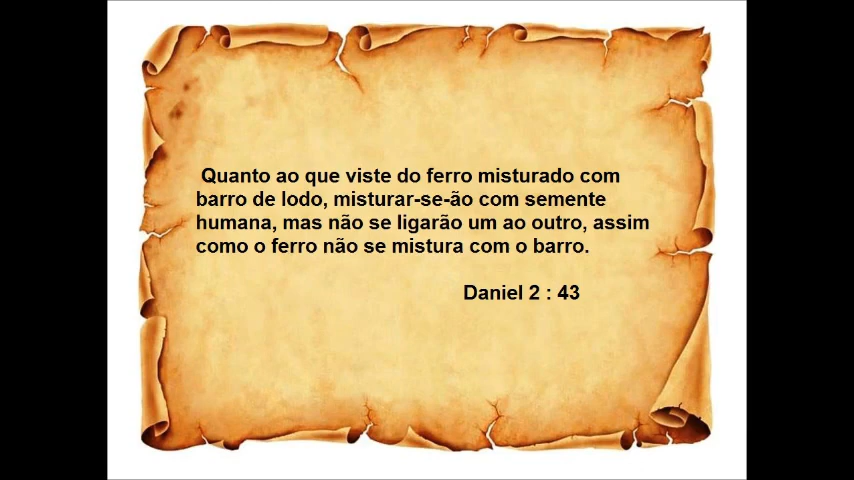 Quanto ao que viste do ferro misturado com
barro de lodo, misturar-se-ão com semente
humana, mas não se ligarão um ao outro, assim
como o ferro não se mistura com o barro.
Daniel 2 : 43